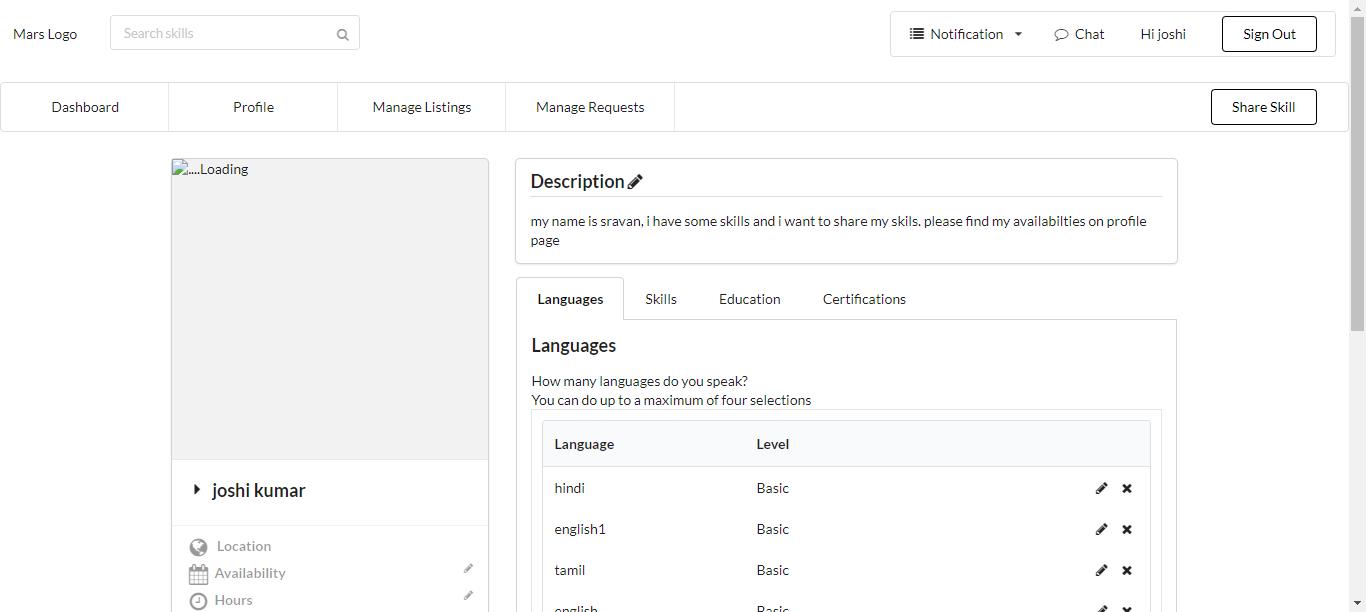 Mars Logo
Search skills
Notification
Chat
Hi joshi
Sign Out
Dashboard
Profile
Manage Listings
Manage Requests
Share Skill
....Loading
joshi kumar
Location
Availability
Hours
Description
my name is sravan, i have some skills and i want to share my skils. please find my availabilties on profile
page
Languages
Skills
Education
Certifications
Languages
How many languages do you speak?
You can do up to a maximum of four selections
Language Level
hindi Basic
english1 Basic
tamil Basic
english Basic